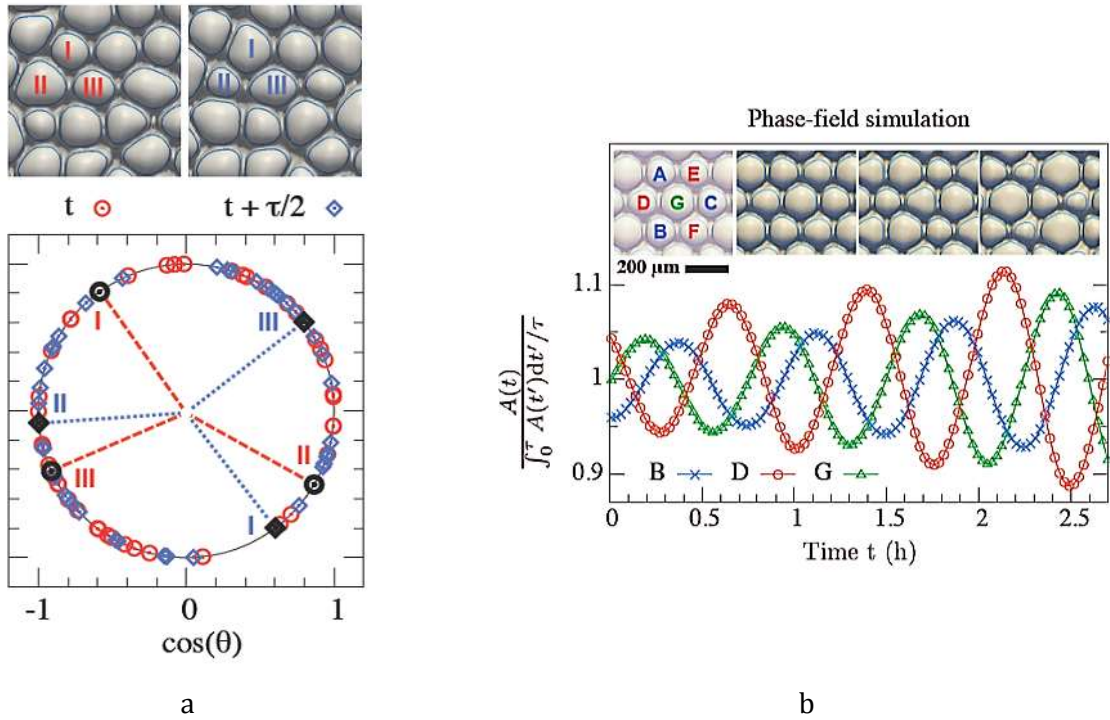 I
II
III
I
II
III
t
t + τ/2
I
III
II
II
III
I
-1
0
1
cos(θ)
a
Phase-field simulation
A
E
D
G
C
B
F
200 μm
1.1
1
0.9
A(t)
∫₀^τ A(t')dt'/τ
B
D
G
0
0.5
1
1.5
2
2.5
Time t (h)
b